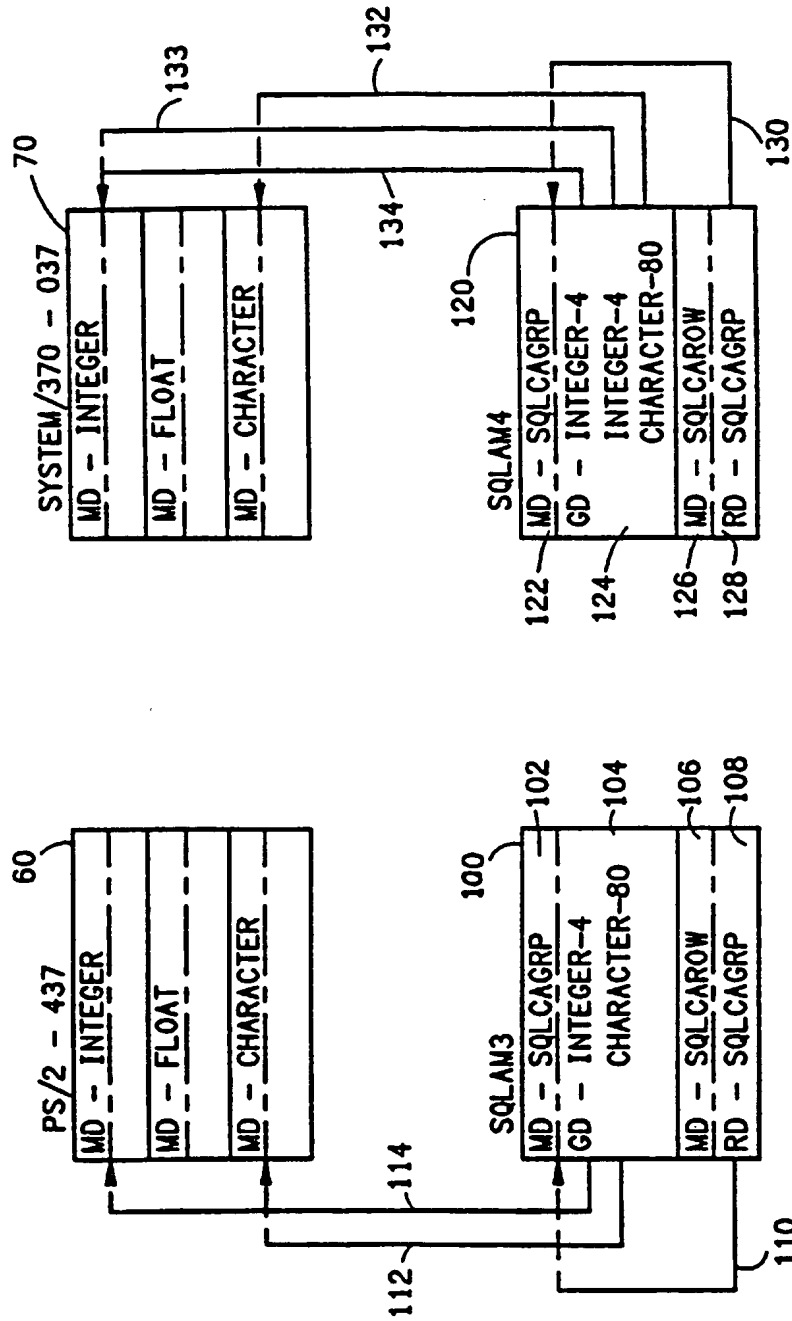 PS/2 - 437
60
MD - INTEGER
MD - FLOAT
MD - CHARACTER
SYSTEM/370 - 037
70
MD - INTEGER
MD - FLOAT
MD - CHARACTER
133
132
134
114
112
SQLAM3
100
MD - SQLCAGRP
102
GD - INTEGER-4
CHARACTER-80
104
MD - SQLCAROW
106
RD - SQLCAGRP
108
110
SQLAM4
120
122
MD - SQLCAGRP
GD - INTEGER-4
INTEGER-4
CHARACTER-80
124
126
MD - SQLCAROW
128
RD - SQLCAGRP
130